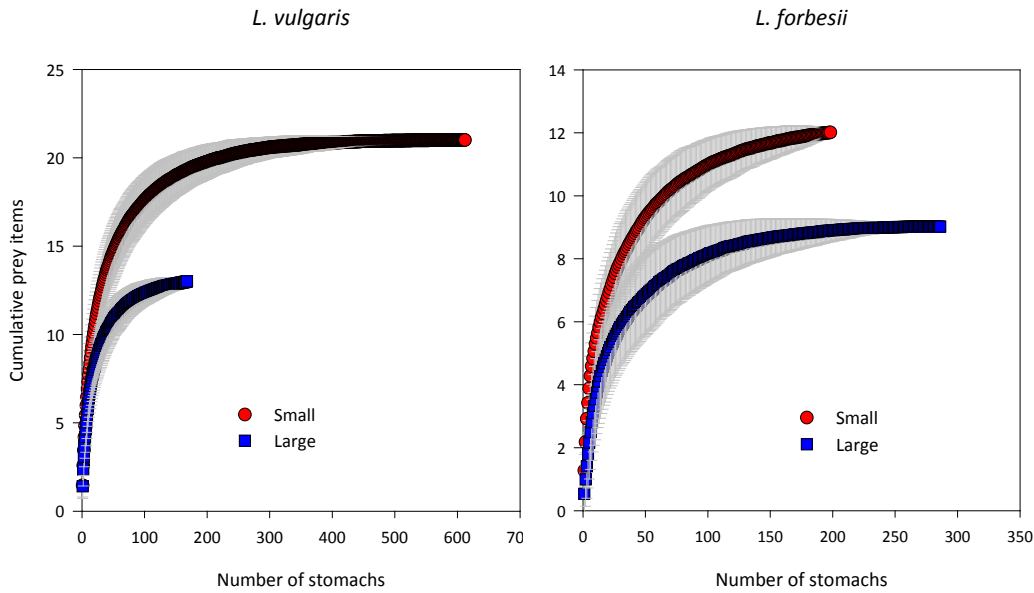 L. vulgaris
L. forbesii
Cumulative prey items
25
20
15
10
5
0
0 100 200 300 400 500 600 70
Number of stomachs
Small
Large
14
12
10
8
6
4
2
0
0 50 100 150 200 250 300 350
Number of stomachs
Small
Large